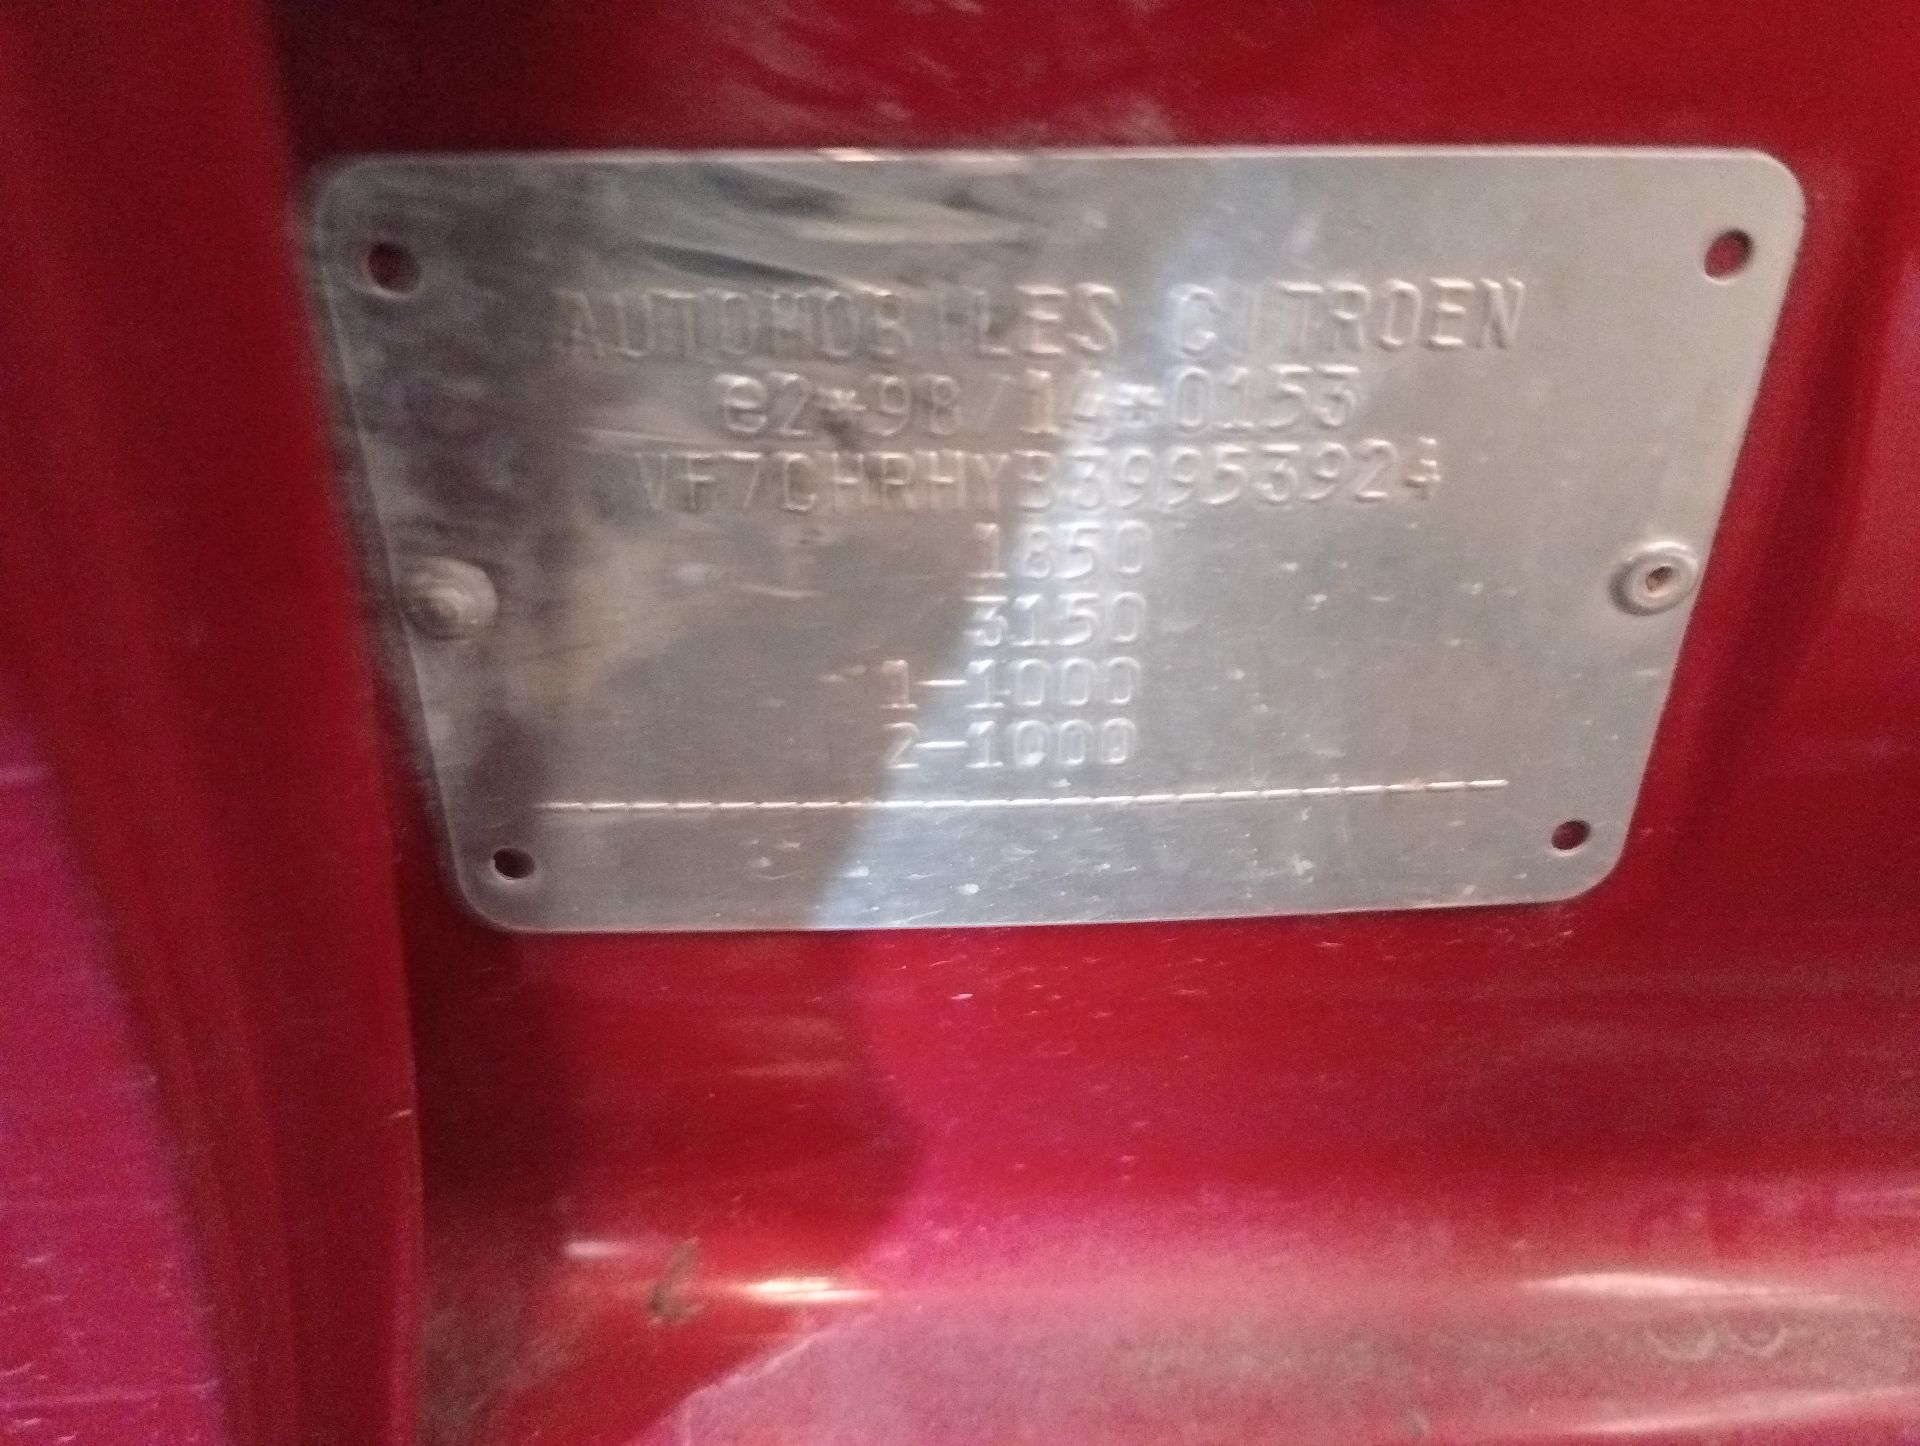 AUTOMOBILES CITROEN
e2*98/14*0153
VF7CHRHYB39953924
1850
3150
1-1000
2-1000